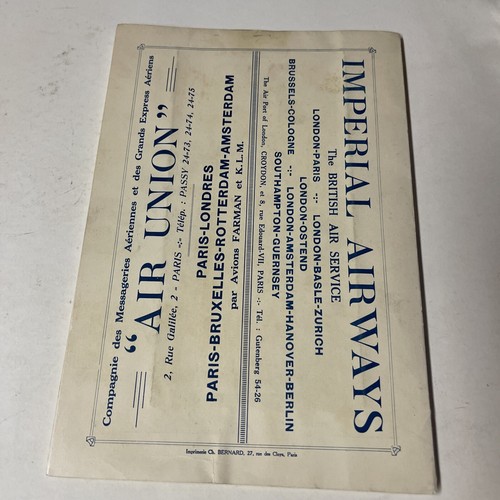 IMPERIAL AIRWAYS
The BRITISH AIR SERVICE
LONDON-PARIS -:- LONDON-BASLE-ZURICH
LONDON-OSTEND
BRUSSELS-COLOGNE -:- LONDON-AMSTERDAM-HANOVER-BERLIN
SOUTHAMPTON-GUERNSEY
The Air Port of London, CROYDON, et 8, rue Edouard-VII, PARIS -:- Tél. : Gutenberg 54-26
Compagnie des Messageries Aériennes et des Grands Express Aériens
“ AIR UNION ”
2, Rue Galilée, 2 - PARIS -:- Télép. : PASSY 24-73, 24-74, 24-75
PARIS-LONDRES
PARIS-BRUXELLES-ROTTERDAM-AMSTERDAM
par Avions FARMAN et K.L.M.
Imprimerie Ch. BERNARD, 27, rue des Cloys, Paris